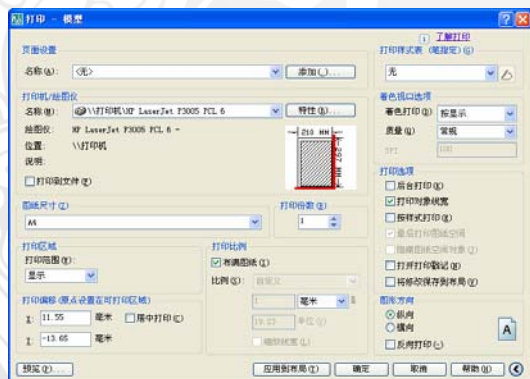 打印 - 模型
了解打印
页面设置
名称(A): <无> 添加(.)...
打印样式表 (笔指定)(G)
无
打印机/绘图仪
名称(M): \\打印机\HP LaserJet P3005 PCL 6 特性(R)...
绘图仪: HP LaserJet P3005 PCL 6 -
位置: \\打印机
说明:
打印到文件(F)
210 MM
297 MM
着色视口选项
着色打印(D) 按显示
质量(Q) 常规
DPI 100
图纸尺寸(Z)
A4
打印份数(B)
1
打印选项
后台打印(K)
打印对象线宽
按样式打印(E)
最后打印图纸空间
隐藏图纸空间对象(J)
打开打印戳记(N)
将修改保存到布局(V)
打印区域
打印范围(W):
显示
打印比例
布满图纸(I)
比例(S): 自定义
1 毫米
单位(U)
缩放线宽(L)
打印偏移(原点设置在可打印区域)
X: 11.55 毫米 居中打印(C)
Y: -13.65 毫米
图形方向
纵向
横向
反向打印(-)
A
预览(P)... 应用到布局(T) 确定 取消 帮助(H)